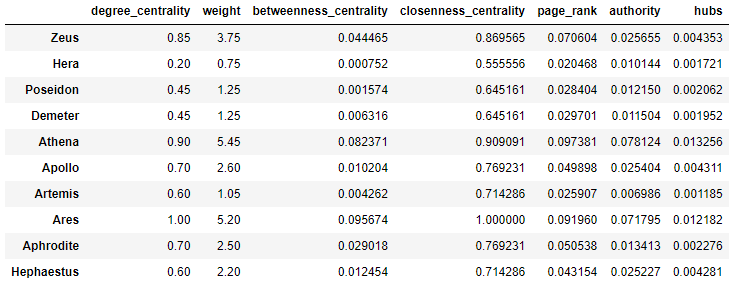 degree_centrality weight betweenness_centrality closeness_centrality page_rank authority hubs
Zeus 0.85 3.75 0.044465 0.869565 0.070604 0.025655 0.004353
Hera 0.20 0.75 0.000752 0.555556 0.020468 0.010144 0.001721
Poseidon 0.45 1.25 0.001574 0.645161 0.028404 0.012150 0.002062
Demeter 0.45 1.25 0.006316 0.645161 0.029701 0.011504 0.001952
Athena 0.90 5.45 0.082371 0.909091 0.097381 0.078124 0.013256
Apollo 0.70 2.60 0.010204 0.769231 0.049898 0.025404 0.004311
Artemis 0.60 1.05 0.004262 0.714286 0.025907 0.006986 0.001185
Ares 1.00 5.20 0.095674 1.000000 0.091960 0.071795 0.012182
Aphrodite 0.70 2.50 0.029018 0.769231 0.050538 0.013413 0.002276
Hephaestus 0.60 2.20 0.012454 0.714286 0.043154 0.025227 0.004281